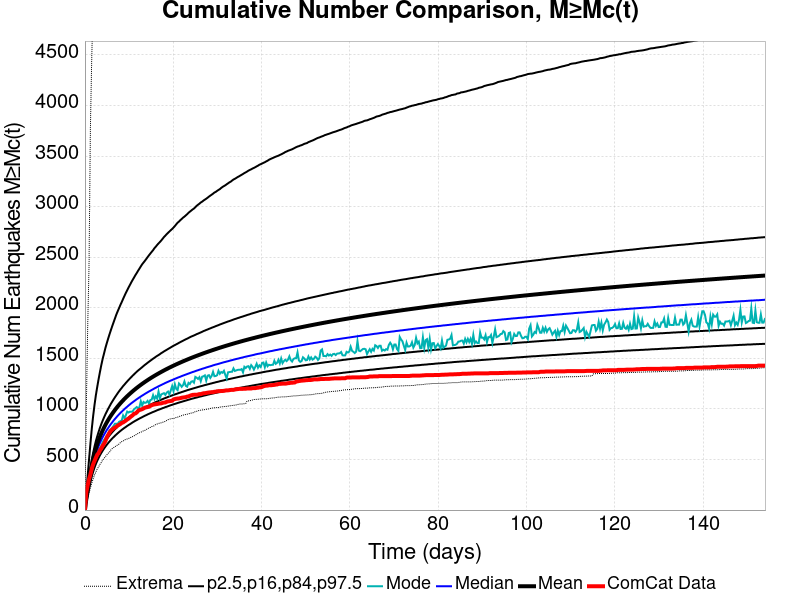 Cumulative Number Comparison, M≥Mc(t)
Cumulative Num Earthquakes M≥Mc(t)
4500
4000
3500
3000
2500
2000
1500
1000
500
0
0 20 40 60 80 100 120 140
Time (days)
Extrema p2.5,p16,p84,p97.5 Mode Median Mean ComCat Data